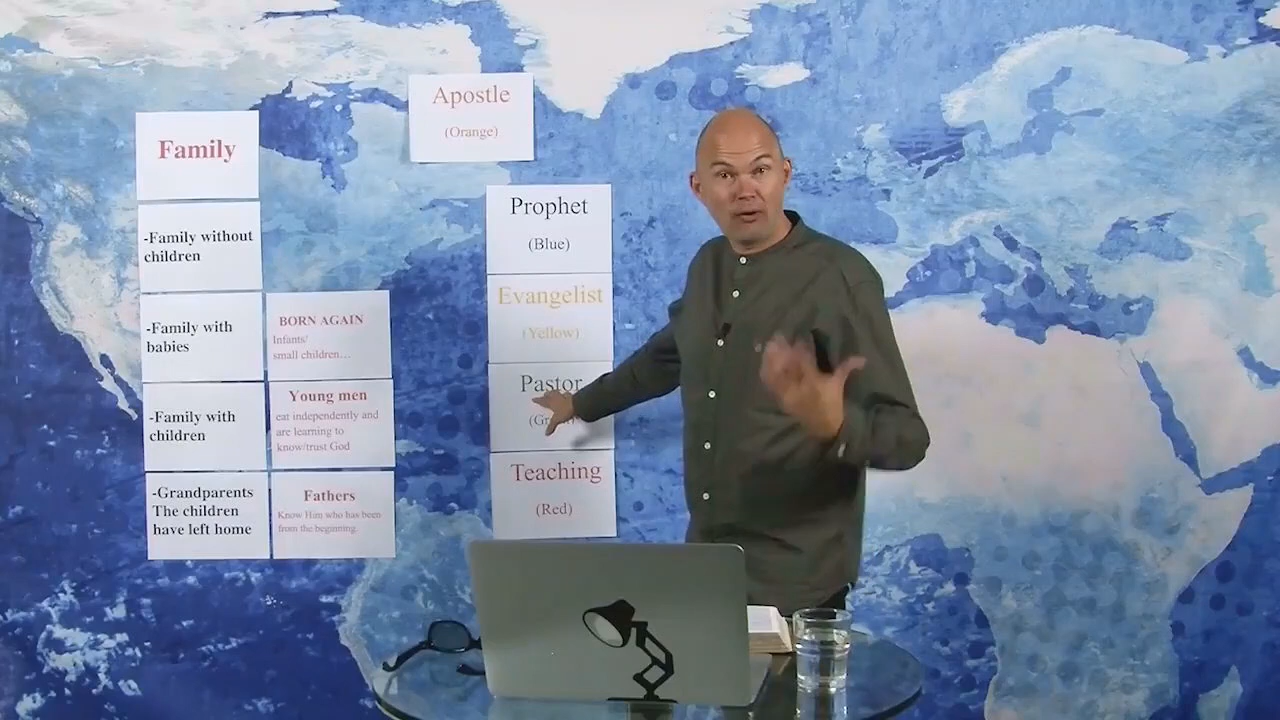 Apostle
(Orange)
Family
-Family without
children
-Family with
babies
-Family with
children
-Grandparents
The children
have left home
BORN AGAIN
Infants/
small children…
Young men
eat independently and
are learning to
know/trust God
Fathers
Know Him who has been
from the beginning.
Prophet
(Blue)
Evangelist
(Yellow)
Pastor
Teaching
(Red)